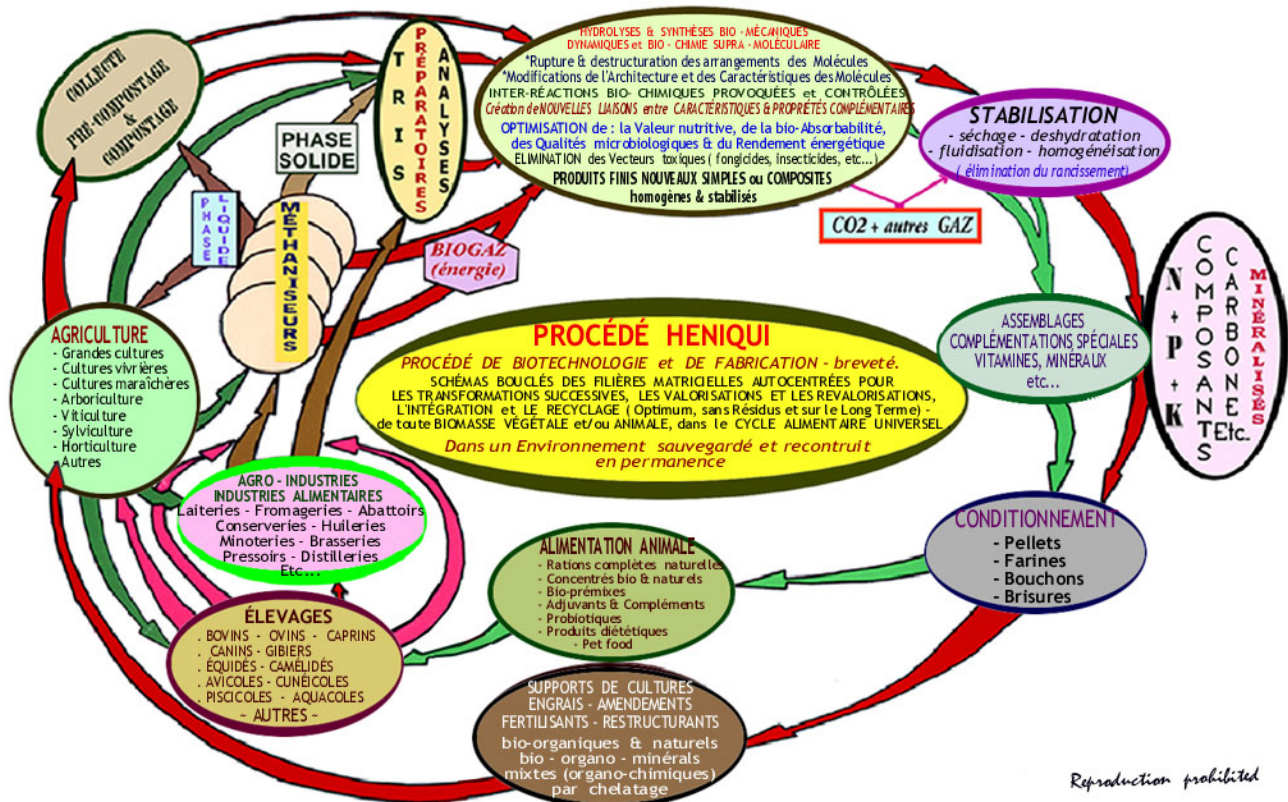 COLLECTE
PRÉ-COMPOSTAGE
&
COMPOSTAGE
TRIS
PRÉPARATOIRES
ANALYSES
HYDROLYSES & SYNTHÈSES BIO - MÉCANIQUES
DYNAMIQUES et BIO - CHIMIE SUPRA - MOLÉCULAIRE
*Rupture & destructuration des arrangements des Molécules
*Modifications de l'Architecture et des Caractéristiques des Molécules
INTER-RÉACTIONS BIO- CHIMIQUES PROVOQUÉES et CONTRÔLÉES
Création de NOUVELLES LIAISONS entre CARACTÉRISTIQUES & PROPRIÉTÉS COMPLÉMENTAIRES
OPTIMISATION de : la Valeur nutritive, de la bio-Absorbabilité,
des Qualités microbiologiques & du Rendement énergétique
ELIMINATION des Vecteurs toxiques ( fongicides, insecticides, etc...)
PRODUITS FINIS NOUVEAUX SIMPLES ou COMPOSITES
homogènes & stabilisés
STABILISATION
- séchage - deshydratation
- fluidisation - homogénéisation
( élimination du rancissement)
PHASE
SOLIDE
PHASE
LIQUIDE
MÉTHANISEURS
BIOGAZ
(énergie)
CO2 + autres GAZ
N + P + K
COMPOSANTS
CARBONE
Etc..
MINÉRALISÉS
AGRICULTURE
- Grandes cultures
- Cultures vivrières
- Cultures maraîchères
- Arboriculture
- Viticulture
- Sylviculture
- Horticulture
- Autres
PROCÉDÉ HENIQUI
PROCÉDÉ DE BIOTECHNOLOGIE et DE FABRICATION - breveté.
SCHÉMAS BOUCLÉS DES FILIÈRES MATRICIELLES AUTOCENTRÉES POUR
LES TRANSFORMATIONS SUCCESSIVES, LES VALORISATIONS ET LES REVALORISATIONS,
L'INTÉGRATION et LE RECYCLAGE ( Optimum, sans Résidus et sur le Long Terme) -
de toute BIOMASSE VÉGÉTALE et/ou ANIMALE, dans le CYCLE ALIMENTAIRE UNIVERSEL
Dans un Environnement sauvegardé et recontruit
en permanence
ASSEMBLAGES
COMPLÉMENTATIONS SPÉCIALES
VITAMINES, MINÉRAUX
etc...
AGRO - INDUSTRIES
INDUSTRIES ALIMENTAIRES
Laiteries - Fromageries - Abattoirs
Conserveries - Huileries
Minoteries - Brasseries
Pressoirs - Distilleries
Etc...
CONDITIONNEMENT
- Pellets
- Farines
- Bouchons
- Brisures
ALIMENTATION ANIMALE
- Rations complètes naturelles
- Concentrés bio & naturels
- Bio-prémixes
- Adjuvants & Compléments
- Probiotiques
- Produits diététiques
- Pet food
ÉLEVAGES
. BOVINS - OVINS - CAPRINS
. CANINS - GIBIERS
. ÉQUIDÉS - CAMÉLIDÉS
. AVICOLES - CUNÉICOLES
. PISCICOLES - AQUACOLES
~ AUTRES ~
SUPPORTS DE CULTURES
ENGRAIS - AMENDEMENTS
FERTILISANTS - RESTRUCTURANTS
bio-organiques & naturels
bio - organo - minérals
mixtes (organo-chimiques)
par chelatage
Reproduction prohibited